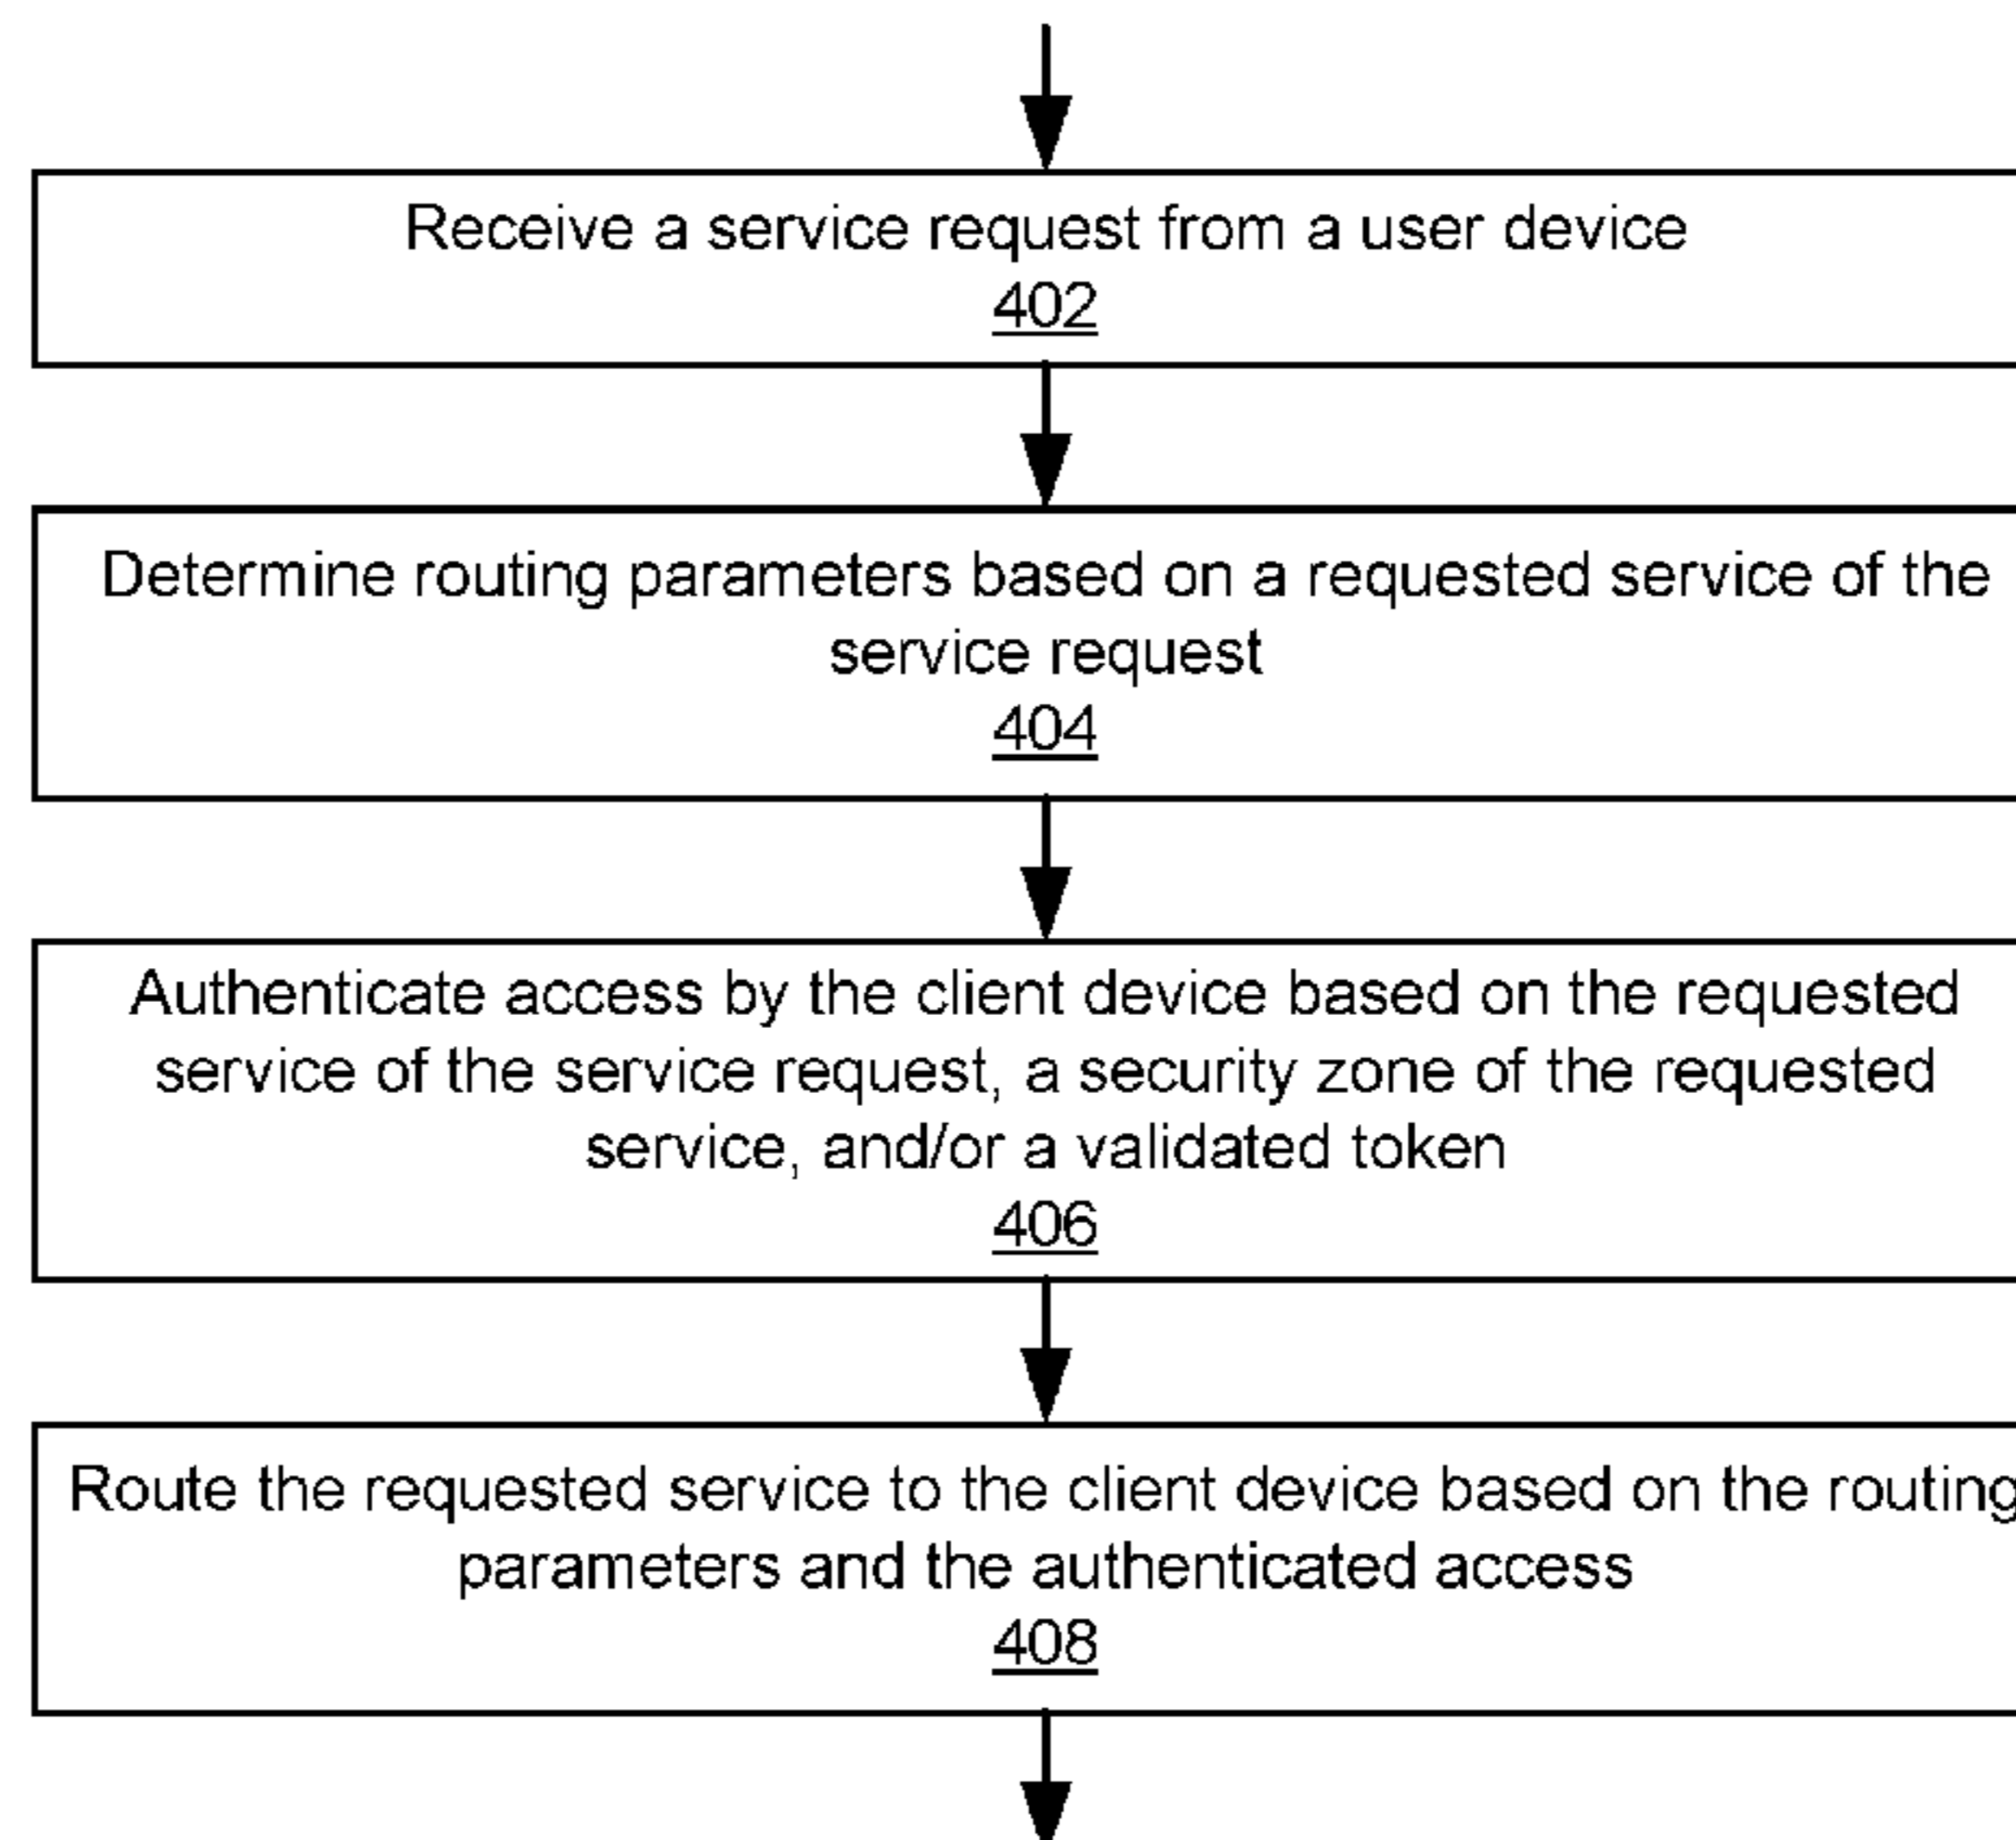 Receive a service request from a user device
402
Determine routing parameters based on a requested service of the
service request
404
Authenticate access by the client device based on the requested
service of the service request, a security zone of the requested
service, and/or a validated token
406
Route the requested service to the client device based on the routing
parameters and the authenticated access
408